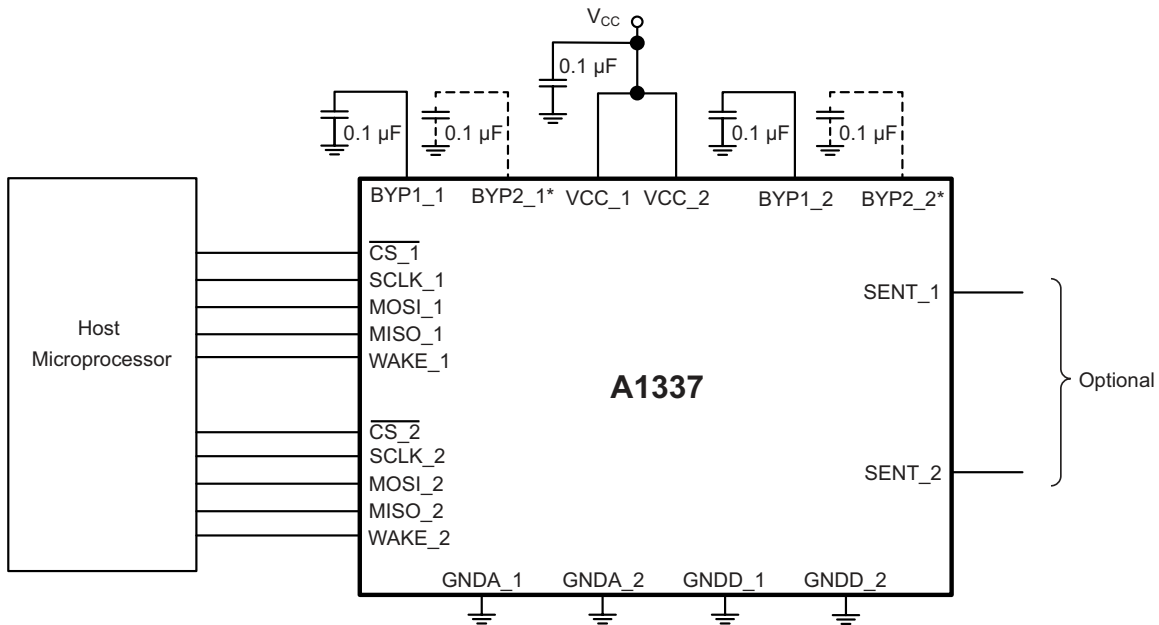 VCC
0.1 µF
0.1 µF
0.1 µF
0.1 µF
0.1 µF
BYP1_1
BYP2_1*
VCC_1
VCC_2
BYP1_2
BYP2_2*
CS_1
SCLK_1
MOSI_1
MISO_1
WAKE_1
Host
Microprocessor
A1337
SENT_1
Optional
CS_2
SCLK_2
MOSI_2
MISO_2
WAKE_2
SENT_2
GNDA_1
GNDA_2
GNDD_1
GNDD_2